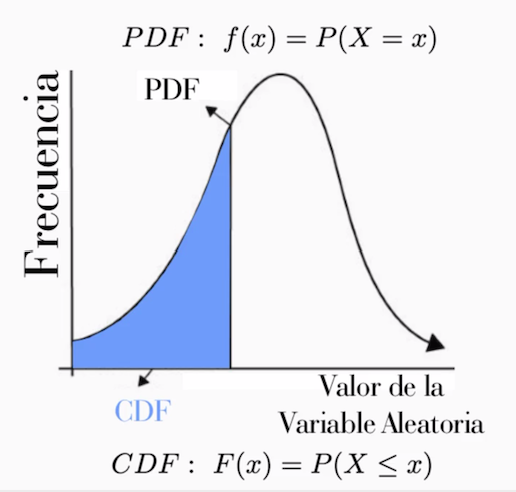 PDF : f(x) = P(X = x)
PDF
Frecuencia
CDF
Valor de la
Variable Aleatoria
CDF : F(x) = P(X ≤ x)